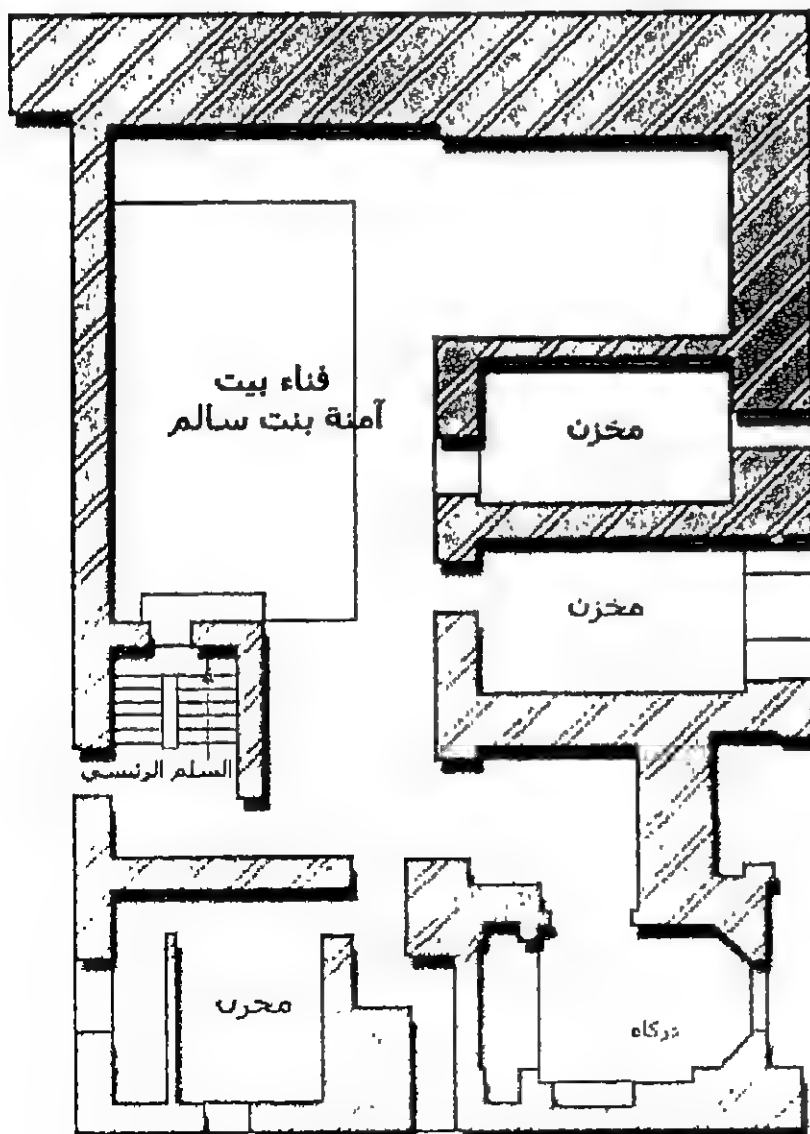 فناء بيت
آمنة بنت سالم
مخزن
مخزن
السلم الرئيسي
مخزن
دركاه